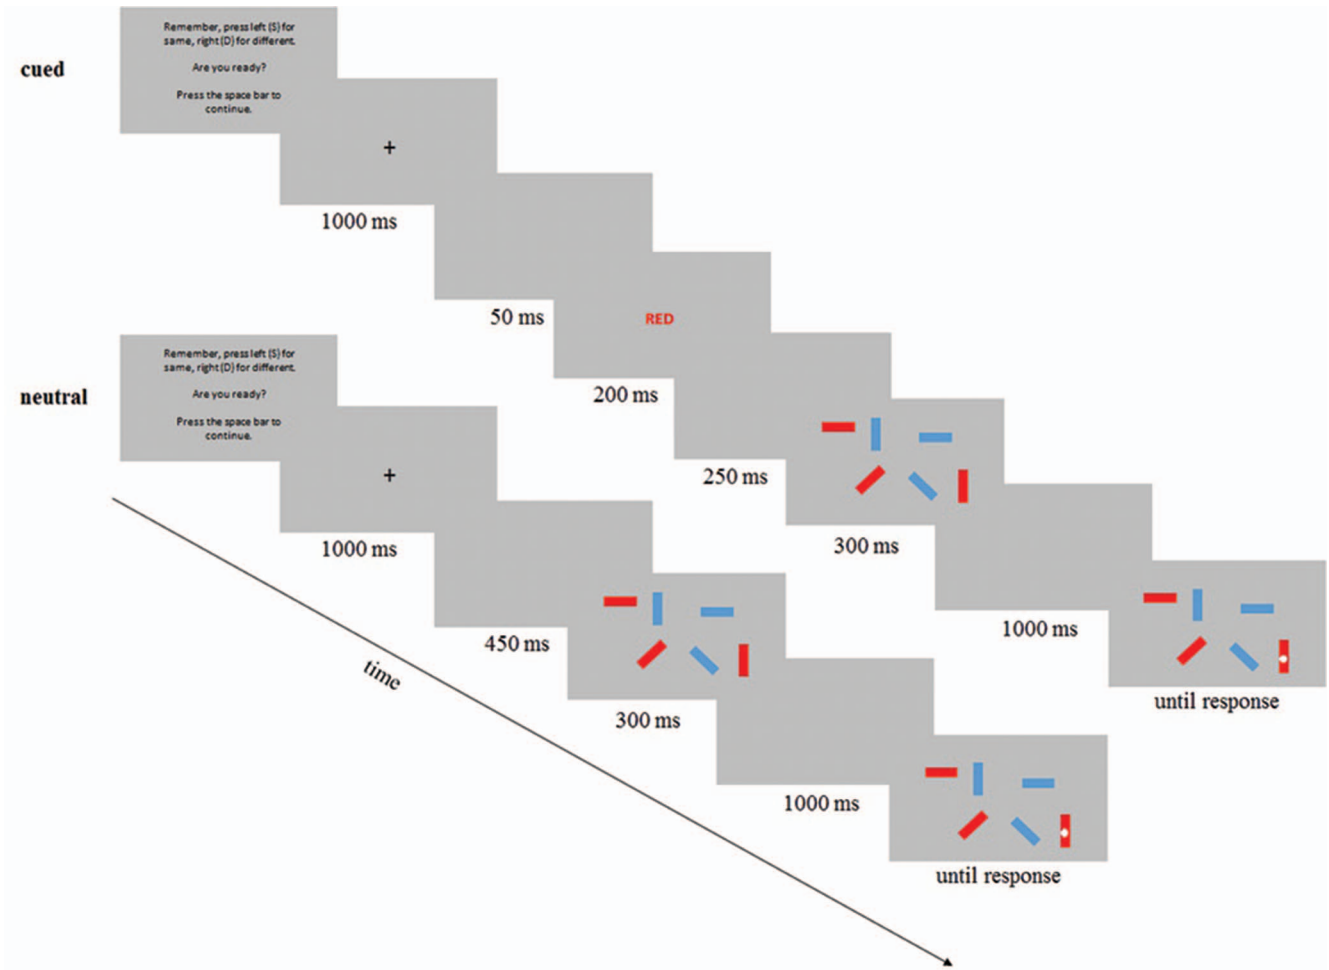 cued
Remember, press left (S) for
same, right (D) for different.
Are you ready?
Press the space bar to
continue.
+
1000 ms
50 ms
RED
200 ms
250 ms
300 ms
1000 ms
until response
neutral
Remember, press left (S) for
same, right (D) for different.
Are you ready?
Press the space bar to
continue.
+
1000 ms
450 ms
300 ms
1000 ms
until response
time